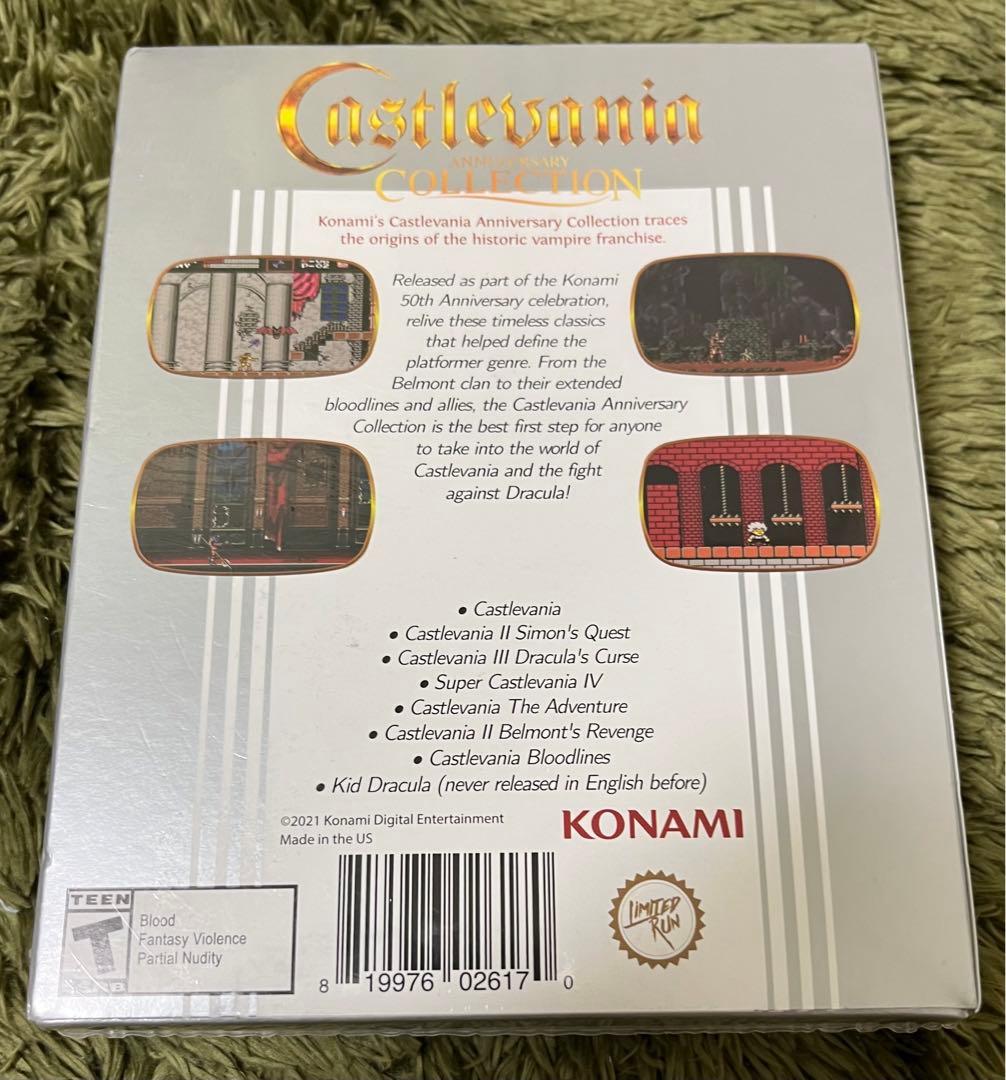 Castlevania
ANNIVERSARY
COLLECTION
Konami's Castlevania Anniversary Collection traces
the origins of the historic vampire franchise.
Released as part of the Konami
50th Anniversary celebration,
relive these timeless classics
that helped define the
platformer genre. From the
Belmont clan to their extended
bloodlines and allies, the Castlevania Anniversary
Collection is the best first step for anyone
to take into the world of
Castlevania and the fight
against Dracula!
• Castlevania
• Castlevania II Simon's Quest
• Castlevania III Dracula's Curse
• Super Castlevania IV
• Castlevania The Adventure
• Castlevania II Belmont's Revenge
• Castlevania Bloodlines
• Kid Dracula (never released in English before)
©2021 Konami Digital Entertainment
Made in the US
KONAMI
TEEN
T
Blood
Fantasy Violence
Partial Nudity
8 19976 02617 0
LIMITED
RUN